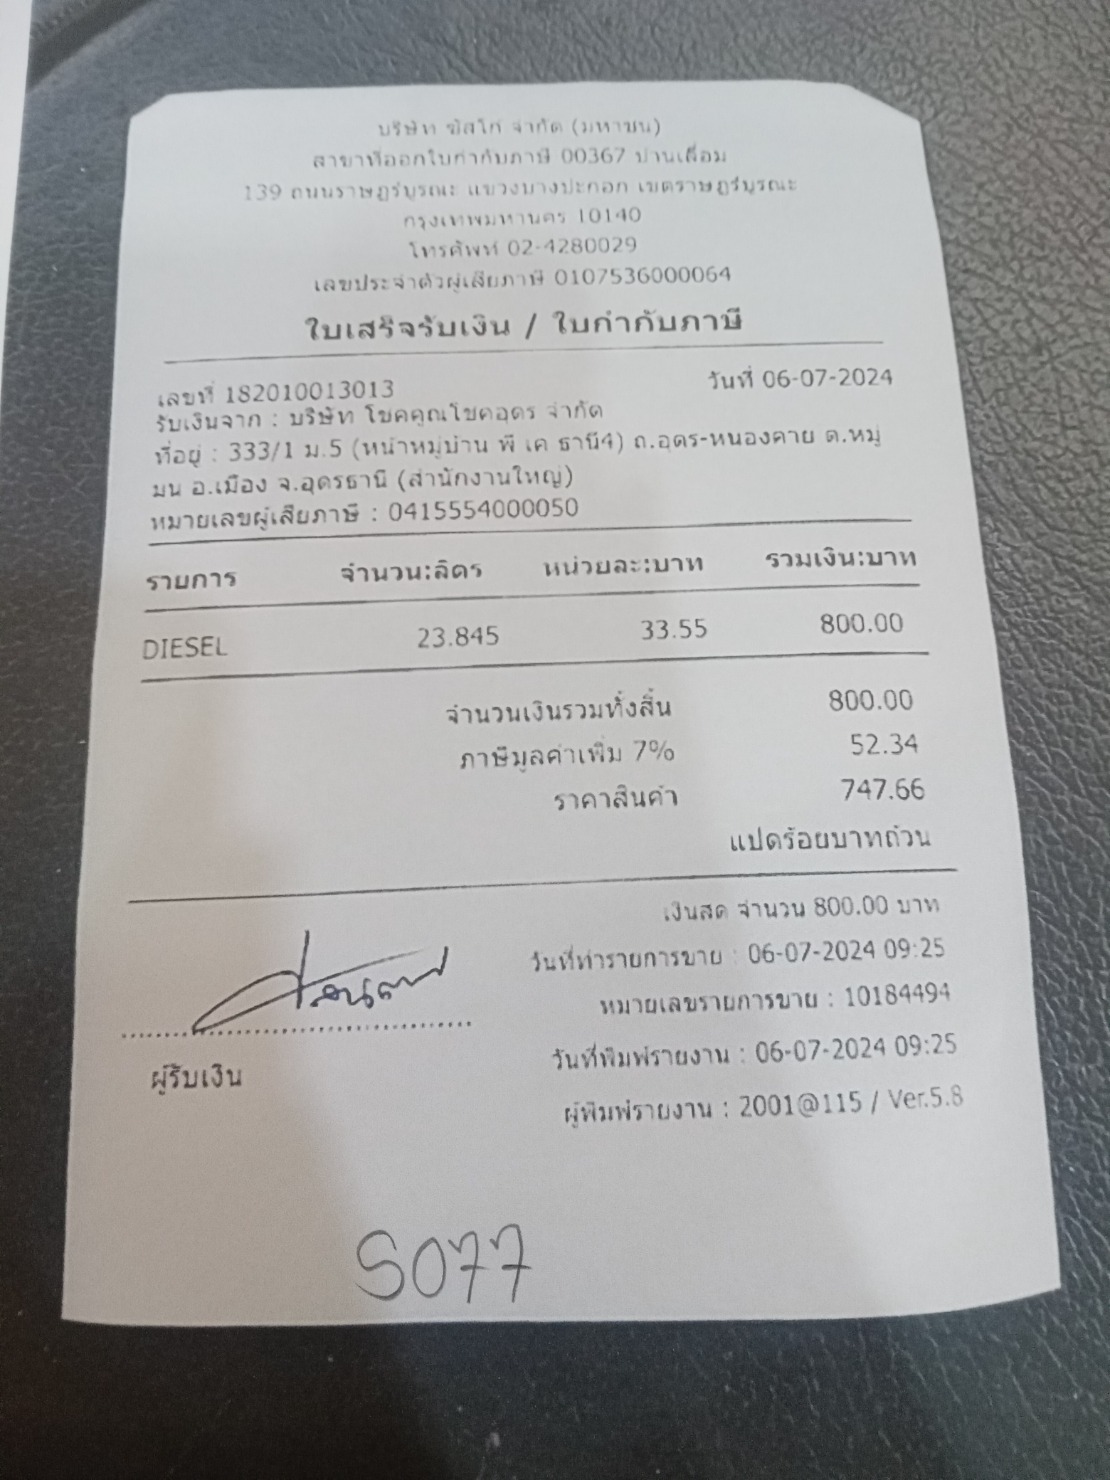 บริษัท ซัสโก้ จำกัด (มหาชน)
สาขาที่ออกใบกำกับภาษี 00367 บ้านเลื่อม
139 ถนนราษฎร์บูรณะ แขวงบางปะกอก เขตราษฎร์บูรณะ
กรุงเทพมหานคร 10140
โทรศัพท์ 02-4280029
เลขประจำตัวผู้เสียภาษี 0107536000064
ใบเสร็จรับเงิน / ใบกำกับภาษี
เลขที่ 182010013013 วันที่ 06-07-2024
รับเงินจาก : บริษัท โชคคูณโชคอุดร จำกัด
ที่อยู่ : 333/1 ม.5 (หน้าหมู่บ้าน พี เค ธานี4) ถ.อุดร-หนองคาย ต.หมู
มน อ.เมือง จ.อุดรธานี (สำนักงานใหญ่)
หมายเลขผู้เสียภาษี : 0415554000050
รายการ จำนวน:ลิตร หน่วยละ:บาท รวมเงิน:บาท
DIESEL 23.845 33.55 800.00
จำนวนเงินรวมทั้งสิ้น 800.00
ภาษีมูลค่าเพิ่ม 7% 52.34
ราคาสินค้า 747.66
แปดร้อยบาทถ้วน
เงินสด จำนวน 800.00 บาท
วันที่ทำรายการขาย : 06-07-2024 09:25
หมายเลขรายการขาย : 10184494
วันที่พิมพ์รายงาน : 06-07-2024 09:25
ผู้รับเงิน
ผู้พิมพ์รายงาน : 2001@115 / Ver.5.8
S077